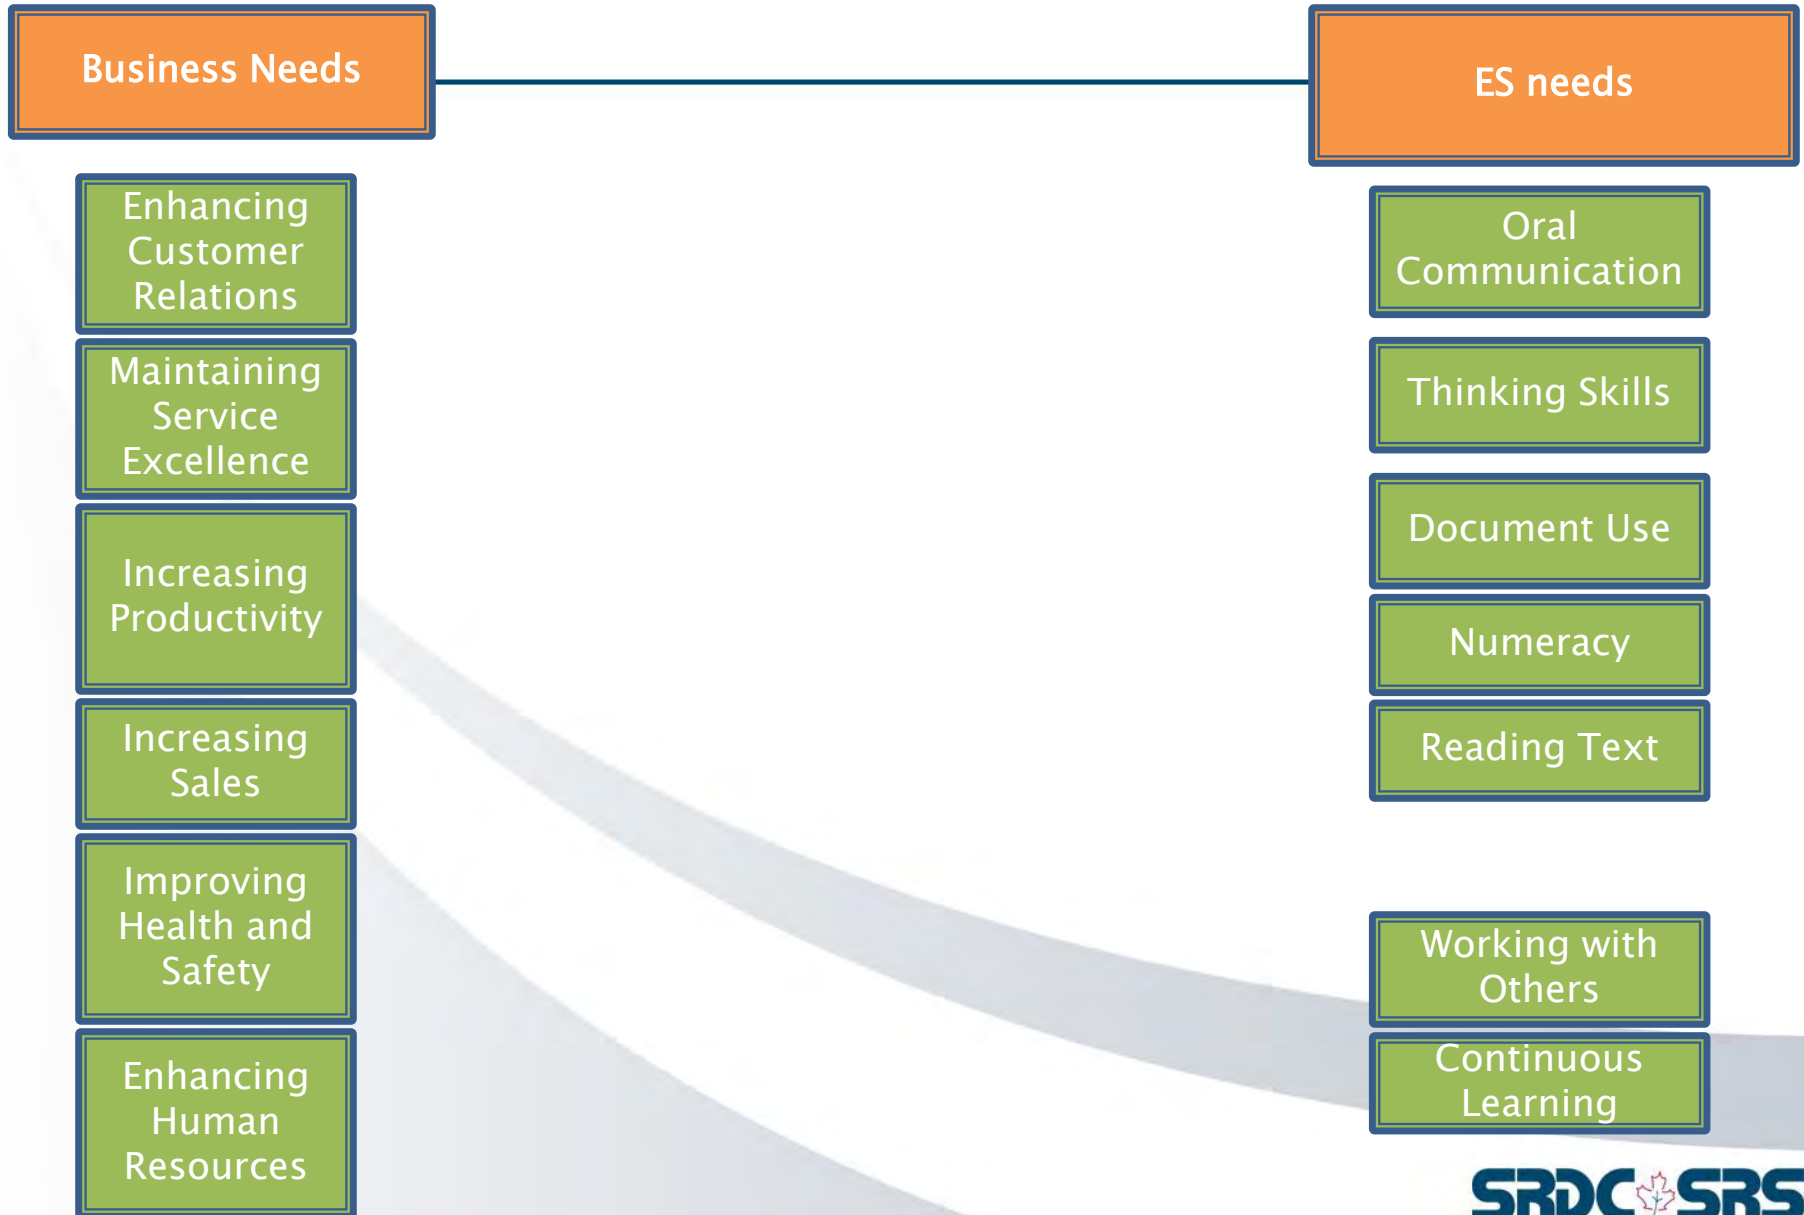 Business Needs
ES needs
Enhancing
Customer
Relations
Maintaining
Service
Excellence
Increasing
Productivity
Increasing
Sales
Improving
Health and
Safety
Enhancing
Human
Resources
Oral
Communication
Thinking Skills
Document Use
Numeracy
Reading Text
Working with
Others
Continuous
Learning
SRDC SRS